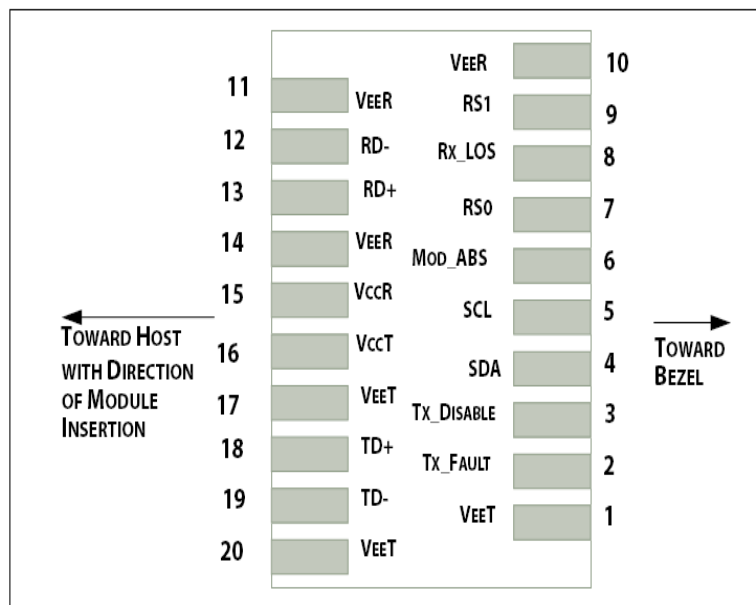 11 VEER
12 RD-
13 RD+
14 VEER
15 VCCR
16 VCCT
17 VEET
18 TD+
19 TD-
20 VEET
VEER 10
RS1 9
RX_LOS 8
RS0 7
MOD_ABS 6
SCL 5
SDA 4
TX_DISABLE 3
TX_FAULT 2
VEET 1
TOWARD HOST
WITH DIRECTION
OF MODULE
INSERTION
TOWARD
BEZEL